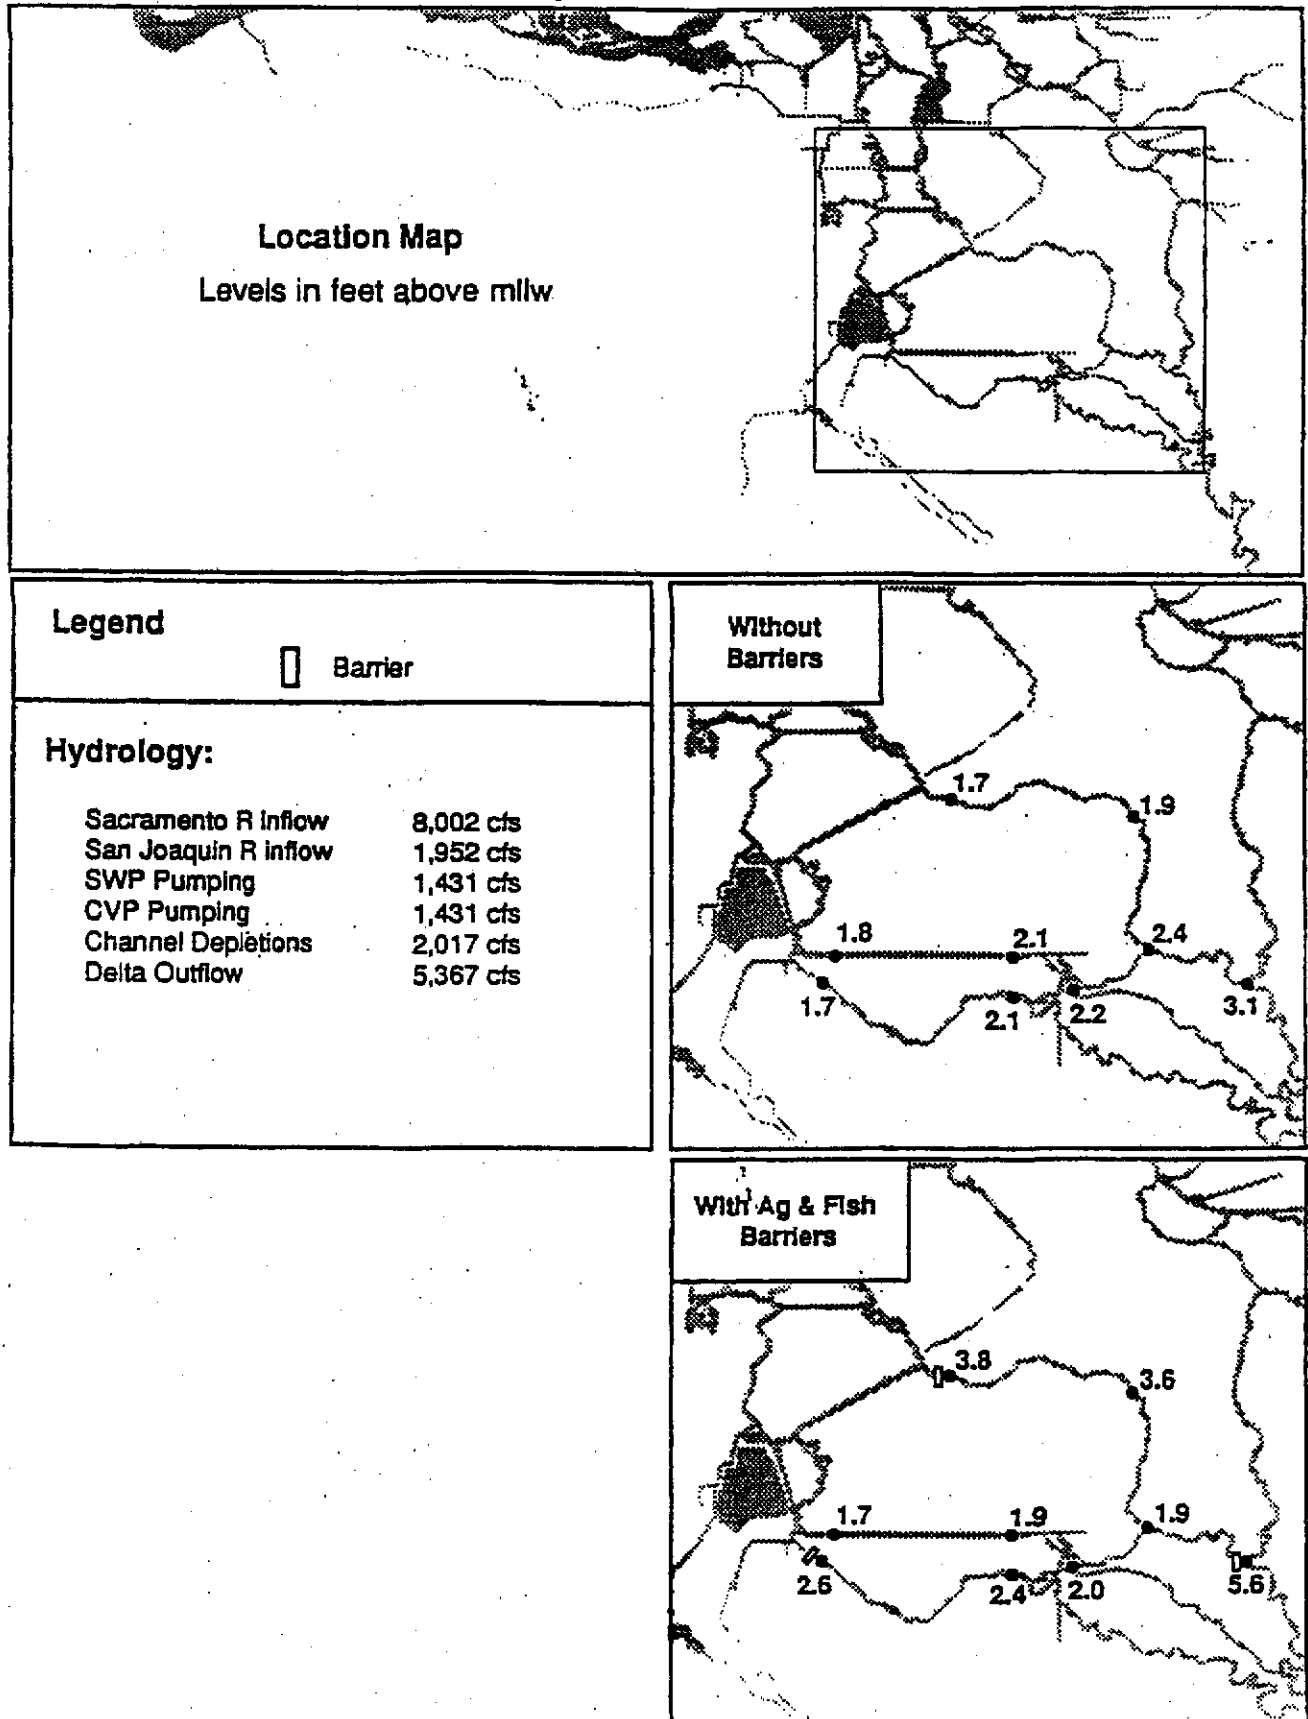 Location Map
Levels in feet above mllw
Legend
Barrier
Hydrology:
Sacramento R Inflow 8,002 cfs
San Joaquin R inflow 1,952 cfs
SWP Pumping 1,431 cfs
CVP Pumping 1,431 cfs
Channel Depletions 2,017 cfs
Delta Outflow 5,367 cfs
Without
Barriers
1.7
1.9
1.8
2.1
2.4
1.7
2.1
2.2
3.1
With Ag & Fish
Barriers
3.8
3.6
1.7
1.9
1.9
2.6
2.4
2.0
5.6